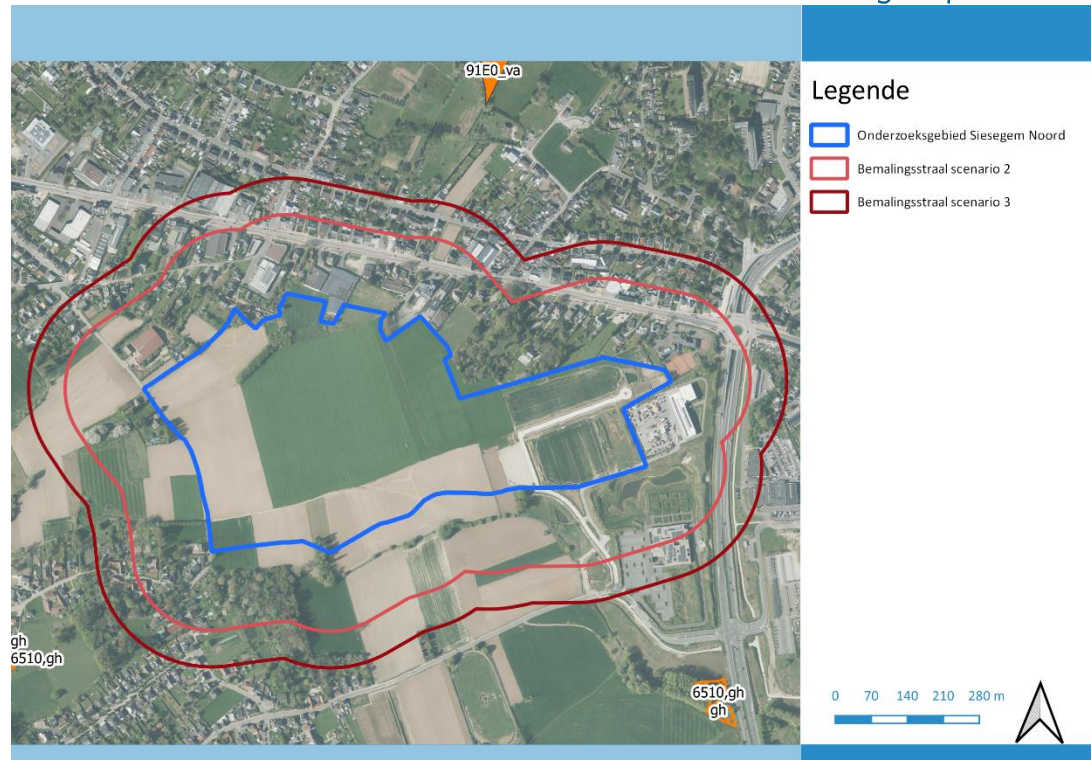 91E0_va
gh
6510,gh
6510,gh
gh
Legende
Onderzoeksgebied Siesegem Noord
Bemalingsstraal scenario 2
Bemalingsstraal scenario 3
0 70 140 210 280 m